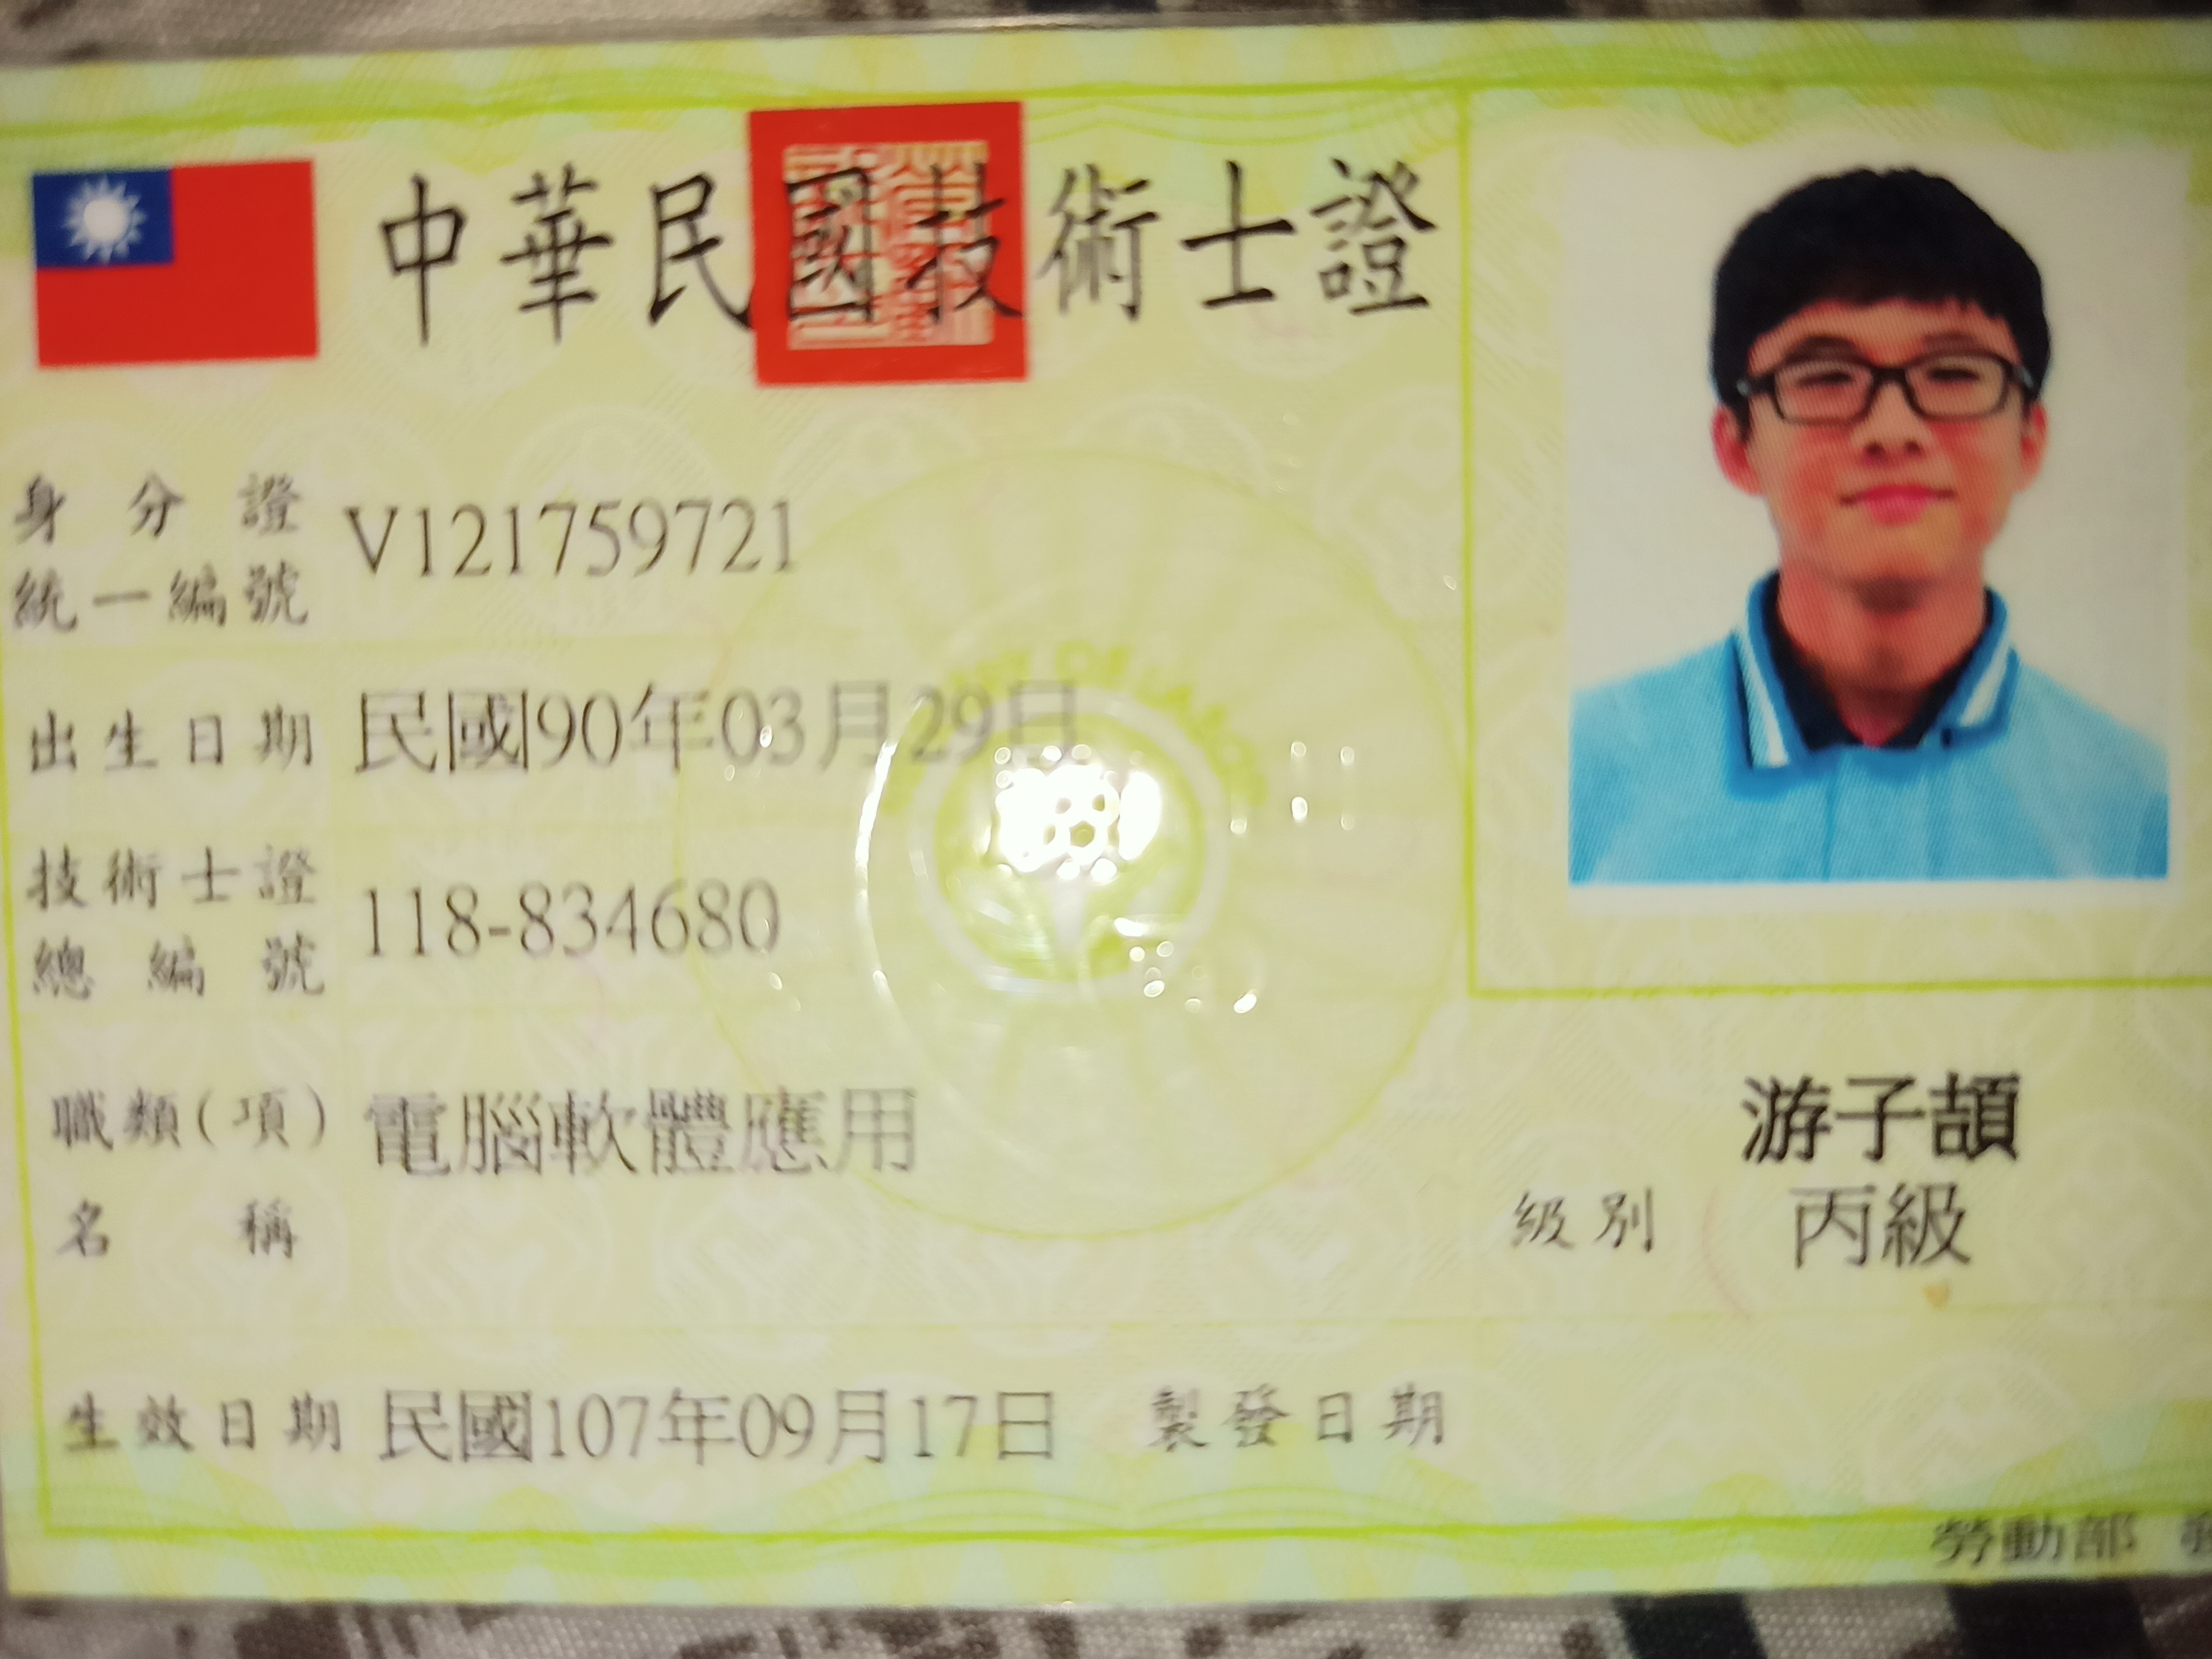 中華民國技術士證
身分證
統一編號 V121759721
出生日期 民國90年03月29日
技術士證
總編號 118-834680
職類(項) 電腦軟體應用
名稱
游子頡
級別 丙級
生效日期 民國107年09月17日 製發日期
勞動部